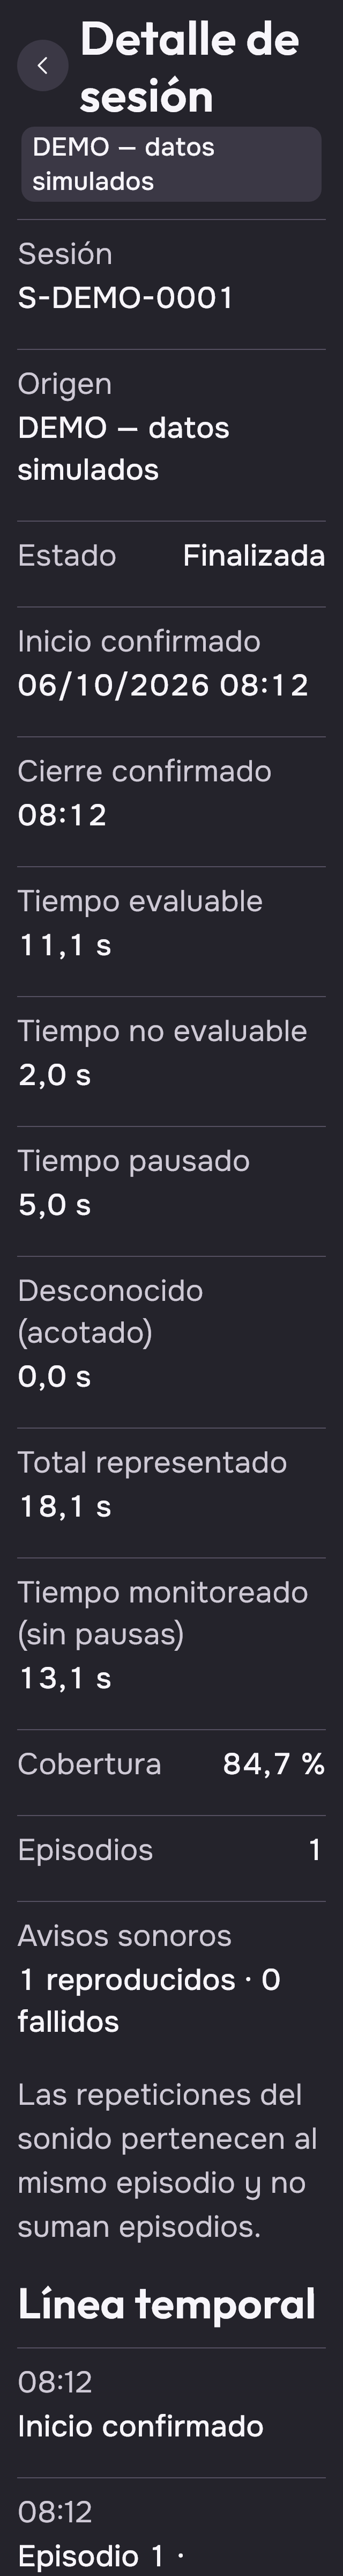 Detalle de
sesión
DEMO — datos
simulados
Sesión
S-DEMO-0001
Origen
DEMO — datos
simulados
Estado Finalizada
Inicio confirmado
06/10/2026 08:12
Cierre confirmado
08:12
Tiempo evaluable
11,1 s
Tiempo no evaluable
2,0 s
Tiempo pausado
5,0 s
Desconocido
(acotado)
0,0 s
Total representado
18,1 s
Tiempo monitoreado
(sin pausas)
13,1 s
Cobertura 84,7 %
Episodios 1
Avisos sonoros
1 reproducidos · 0
fallidos
Las repeticiones del
sonido pertenecen al
mismo episodio y no
suman episodios.
Línea temporal
08:12
Inicio confirmado
08:12
Episodio 1 ·